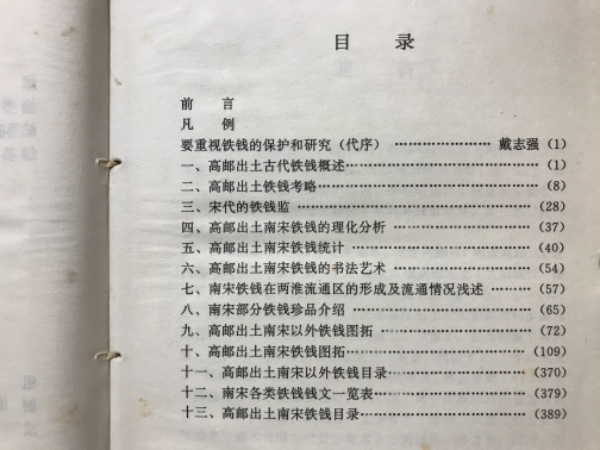 目 录
前 言
凡 例
要重视铁钱的保护和研究（代序） …………………… 戴志强（1）
一、高邮出土古代铁钱概述……………………………………（1）
二、高邮出土铁钱考略…………………………………………（8）
三、宋代的铁钱监 ……………………………………………（28）
四、高邮出土南宋铁钱的理化分析 …………………………（37）
五、高邮出土南宋铁钱统计 …………………………………（40）
六、高邮出土南宋铁钱的书法艺术 …………………………（54）
七、南宋铁钱在两淮流通区的形成及流通情况浅述 ………（57）
八、南宋部分铁钱珍品介绍 …………………………………（65）
九、高邮出土南宋以外铁钱图拓 ……………………………（72）
十、高邮出土南宋铁钱图拓…………………………………（109）
十一、高邮出土南宋以外铁钱目录…………………………（370）
十二、南宋各类铁钱钱文一览表……………………………（379）
十三、高邮出土南宋铁钱目录………………………………（389）